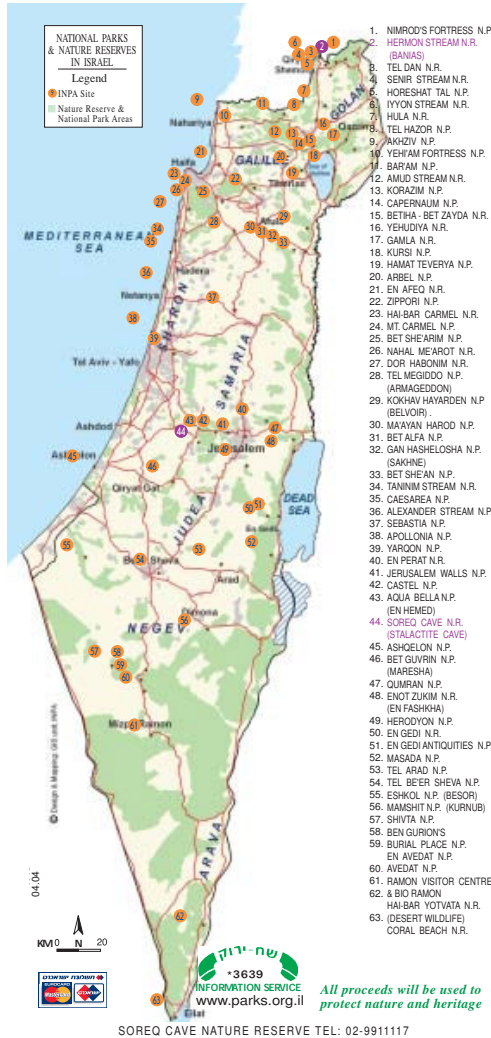 NATIONAL PARKS
& NATURE RESERVES
IN ISRAEL
Legend
INPA Site
Nature Reserve &
National Park Areas
1. NIMROD'S FORTRESS N.P
2. HERMON STREAM N.R.
(BANIAS)
3. TEL DAN N.R.
4. SENIR STREAM N.R.
5. HORESHAT TAL N.P.
6. IYYON STREAM N.P.
7. HULA N.R.
8. TEL HAZOR N.P.
9. AKHZIV N.P.
10. YEHI'AM FORTRESS N.P.
11. BAR'AM N.P.
12. AMUD STREAM N.R.
13. KORAZIM N.P.
14. CAPERNAUM N.P.
15. BETIHA - BET ZAYDA N.P.
16. YEHUDIYA N.P.
17. GAMLA N.R.
18. KURSI N.P.
19. HAMAT TEVERYA N.P.
20. ARBEL N.P.
21. EN AFEQ N.R.
22. ZIPPORI N.P.
23. HAI-BAR CARMEL N.R.
24. MT. CARMEL N.P.
25. BET SHE'ARIM N.P.
26. NAHAL ME'AROT N.R.
27. DOR HABONIM N.R.
28. TEL MEGIDDO N.P.
(ARMAGEDDON)
29. KOKHAV HAYARDEN N.P
(BELVOIR) .
30. MA'AYAN HAROD N.P.
31. BET ALFA N.P.
32. GAN HASHELOSHA N.P.
(SAKHNE)
33. BET SHE'AN N.P.
34. TANINIM STREAM N.R.
35. CAESAREA N.P.
36. ALEXANDER STREAM N.P
37. SEBASTIA N.P.
38. APOLLONIA N.P.
39. YARQON N.P.
40. EN PERAT N.R.
41. JERUSALEM WALLS N.P.
42. CASTEL N.P.
43. AQUA BELLA N.P.
(EN HEMED)
44. SOREQ CAVE N.R.
(STALACTITE CAVE)
45. ASHQELON N.P.
46. BET GUVRIN N.P.
(MARESHA)
47. QUMRAN N.P.
48. ENOT ZUKIM N.R.
(EN FASHKHA)
49. HERODYON N.P.
50. EN GEDI N.R.
51. EN GEDI ANTIQUITIES N.P
52. MASADA N.P.
53. TEL ARAD N.P.
54. TEL BE'ER SHEVA N.P.
55. ESHKOL N.P. (BESOR)
56. MAMSHIT N.P. (KURNUB)
57. SHIVTA N.P.
58. BEN GURION'S
59. BURIAL PLACE N.P.
EN AVEDAT N.P.
60. AVEDAT N.P.
61. RAMON VISITOR CENTRE
62. & BIO RAMON
HAI-BAR YOTVATA N.R.
63. (DESERT WILDLIFE)
CORAL BEACH N.R.
GOLAN
Nahariya
Haifa
GALILEE
Tiberias
Afula
MEDITERRANEAN
SEA
Hadera
Netanya
SHARON
SAMARIA
Tel Aviv - Yafo
Ashdod
Jerusalem
Ashqelon
Qiryat Gat
JUDEA
DEAD
SEA
En Gedi
Be'er Sheva
Arad
Dimona
NEGEV
Mizpe Ramon
ARAVA
Eilat
© Design & Mapping: GIS unit INPA
04.04
KM 0 N 20
תשלובת ישראכרט
EUROCARD
MasterCard
ישראכרט
שח-ירוק
*3639
INFORMATION SERVICE
www.parks.org.il
All proceeds will be used to
protect nature and heritage
SOREQ CAVE NATURE RESERVE TEL: 02-9911117